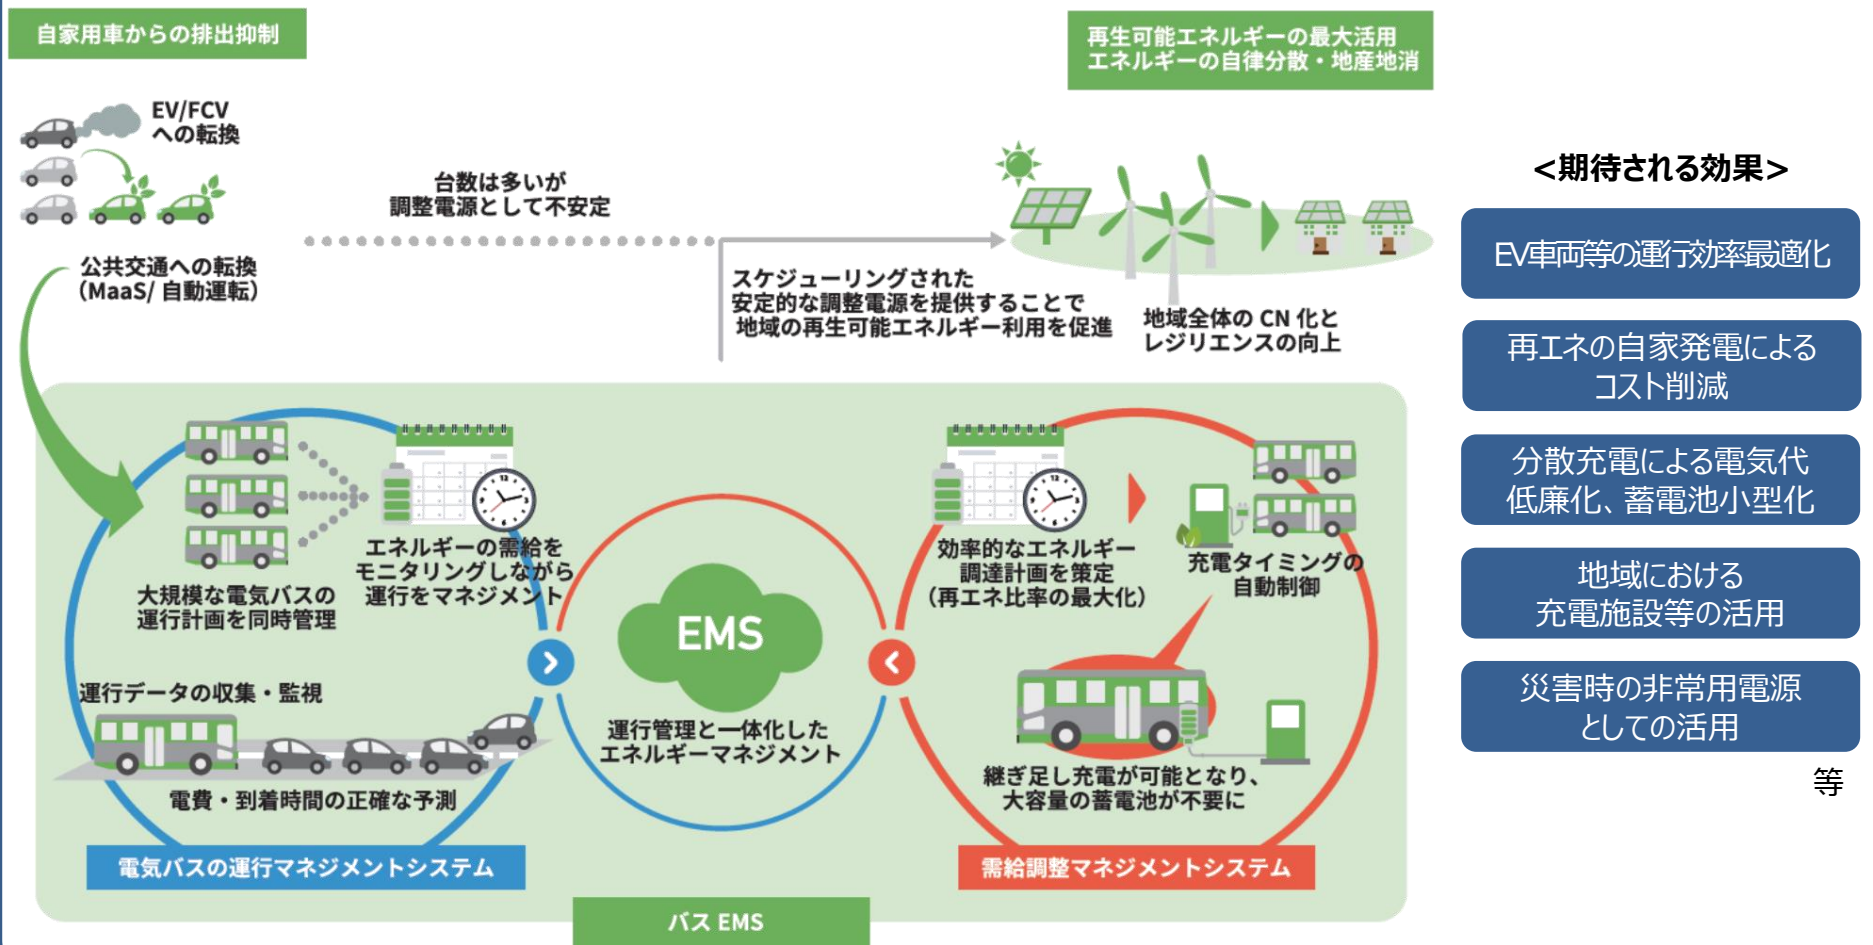 自家用車からの排出抑制
再生可能エネルギーの最大活用
エネルギーの自律分散・地産地消
EV/FCV
への転換
台数は多いが
調整電源として不安定
公共交通への転換
（MaaS/ 自動運転）
スケジューリングされた
安定的な調整電源を提供することで
地域の再生可能エネルギー利用を促進
地域全体の CN 化と
レジリエンスの向上
大規模な電気バスの
運行計画を同時管理
エネルギーの需給を
モニタリングしながら
運行をマネジメント
運行データの収集・監視
電費・到着時間の正確な予測
電気バスの運行マネジメントシステム
EMS
運行管理と一体化した
エネルギーマネジメント
効率的なエネルギー
調達計画を策定
（再エネ比率の最大化）
充電タイミングの
自動制御
継ぎ足し充電が可能となり、
大容量の蓄電池が不要に
需給調整マネジメントシステム
バス EMS
<期待される効果>
EV車両等の運行効率最適化
再エネの自家発電による
コスト削減
分散充電による電気代
低廉化、蓄電池小型化
地域における
充電施設等の活用
災害時の非常用電源
としての活用
等